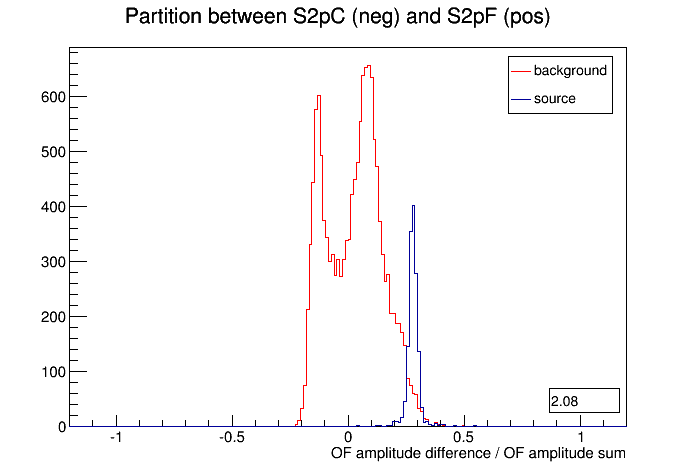 Partition between S2pC (neg) and S2pF (pos)
background
source
600
500
400
300
200
100
0
2.08
-1 -0.5 0 0.5 1
OF amplitude difference / OF amplitude sum